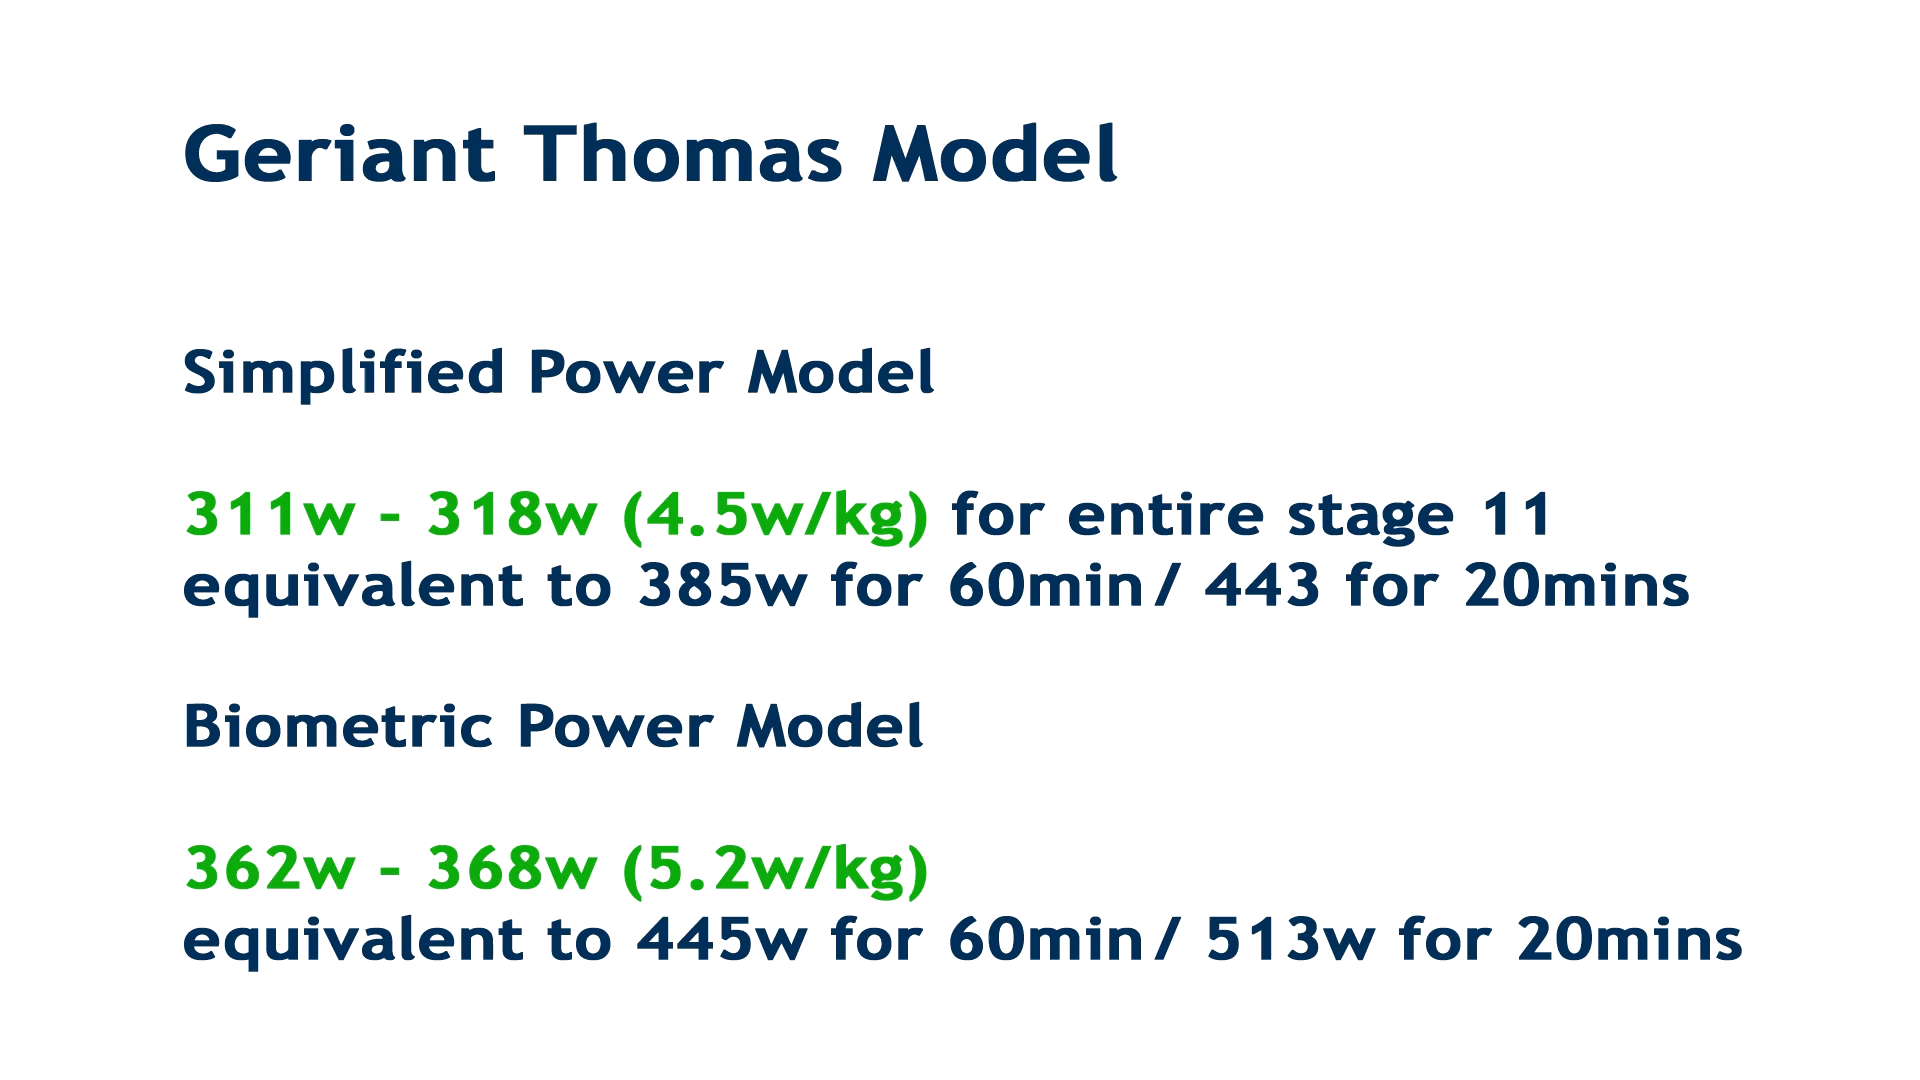 Geriant Thomas Model
Simplified Power Model
311w - 318w (4.5w/kg) for entire stage 11
equivalent to 385w for 60min/ 443 for 20mins
Biometric Power Model
362w - 368w (5.2w/kg)
equivalent to 445w for 60min/ 513w for 20mins